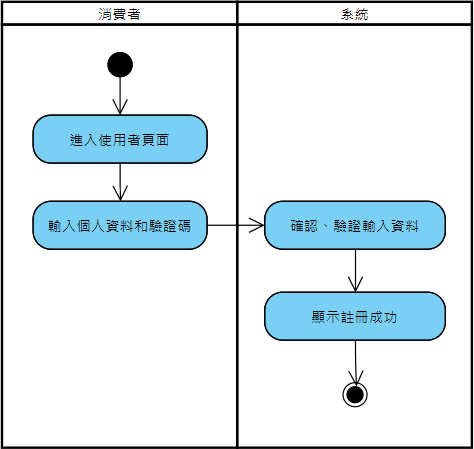 消費者
系統
進入使用者頁面
輸入個人資料和驗證碼
確認、驗證輸入資料
顯示註冊成功